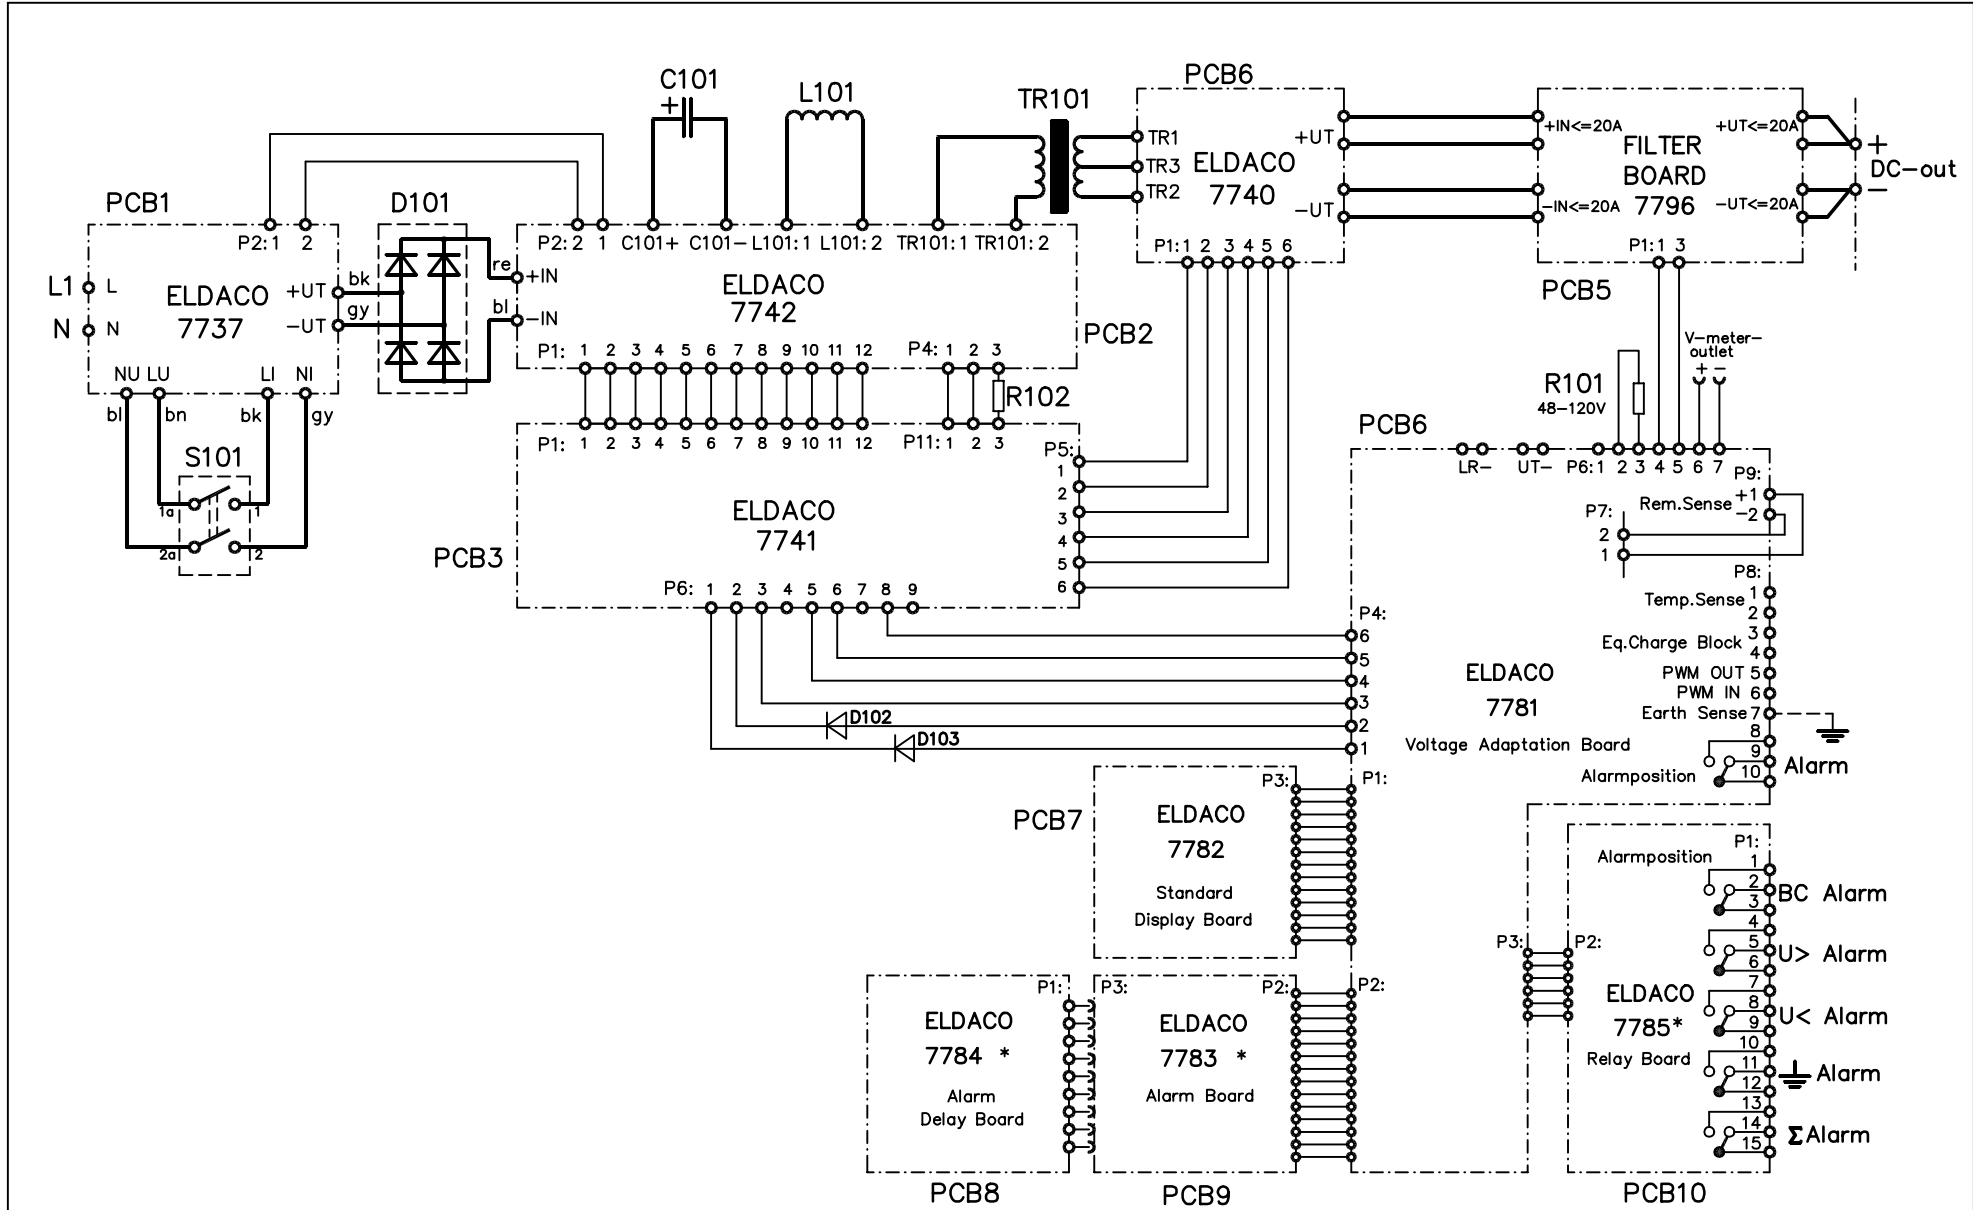 PCB1
P2: 1 2
L1 L
N N
ELDACO
7737
+UT
-UT
bk
gy
NU LU LI NI
bl bn bk gy
S101
1a 1
2a 2
D101
re
bl
C101
+
L101
TR101
P2: 2 1 C101+ C101- L101:1 L101:2 TR101:1 TR101:2
+IN
-IN
ELDACO
7742
PCB2
P1: 1 2 3 4 5 6 7 8 9 10 11 12
P4: 1 2 3
R102
P1: 1 2 3 4 5 6 7 8 9 10 11 12
P11: 1 2 3
P5:
1
2
3
4
5
6
ELDACO
7741
PCB3
P6: 1 2 3 4 5 6 7 8 9
D102
D103
PCB6
TR1
TR3
TR2
ELDACO
7740
+UT
-UT
P1: 1 2 3 4 5 6
+IN<=20A
-IN<=20A
FILTER
BOARD
7796
+UT<=20A
-UT<=20A
P1: 1 3
PCB5
+
DC-out
-
V-meter-
outlet
+ -
R101
48-120V
PCB6
LR- UT- P6: 1 2 3 4 5 6 7
P9:
+1
Rem.Sense
-2
P7:
2
1
P8:
Temp.Sense 1
2
3
Eq.Charge Block
4
PWM OUT 5
PWM IN 6
Earth Sense 7
8
9
10
Alarmposition
Alarm
P4:
6
5
4
3
2
1
ELDACO
7781
Voltage Adaptation Board
P1:
P2:
P3:
PCB7
P3:
ELDACO
7782
Standard
Display Board
P1:
ELDACO
7784 *
Alarm
Delay Board
PCB8
P3: P2:
ELDACO
7783 *
Alarm Board
PCB9
P2:
ELDACO
7785*
Relay Board
PCB10
P1:
Alarmposition
1
2
3
BC Alarm
4
5
6
U> Alarm
7
8
9
U< Alarm
10
11
12
Alarm
13
14
15
ΣAlarm